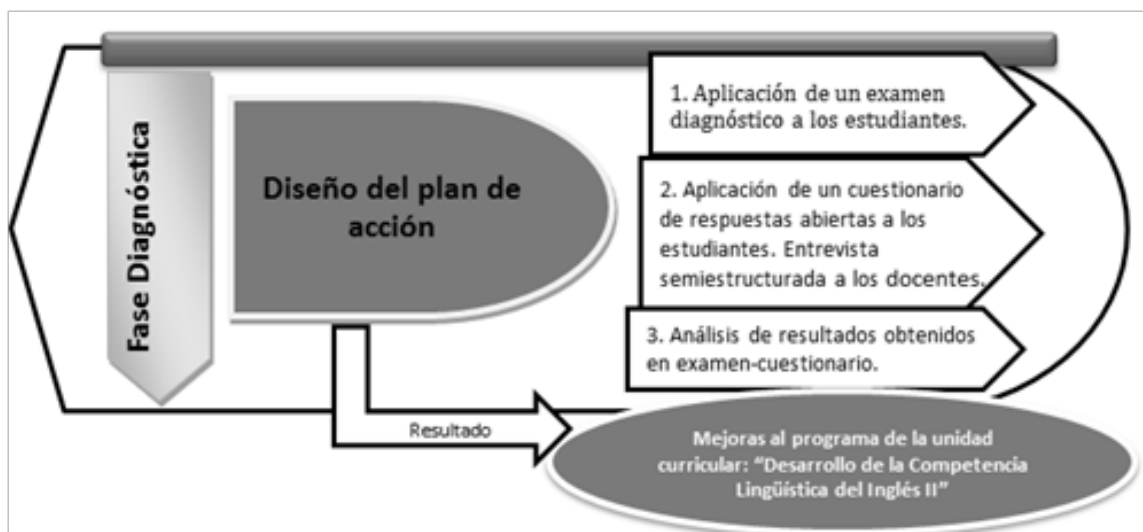 Fase Diagnóstica
Diseño del plan de
acción
1. Aplicación de un examen
diagnóstico a los estudiantes.
2. Aplicación de un cuestionario
de respuestas abiertas a los
estudiantes. Entrevista
semiestructurada a los docentes.
3. Análisis de resultados obtenidos
en examen-cuestionario.
Resultado
Mejoras al programa de la unidad
curricular: “Desarrollo de la Competencia
Lingüística del Inglés II”